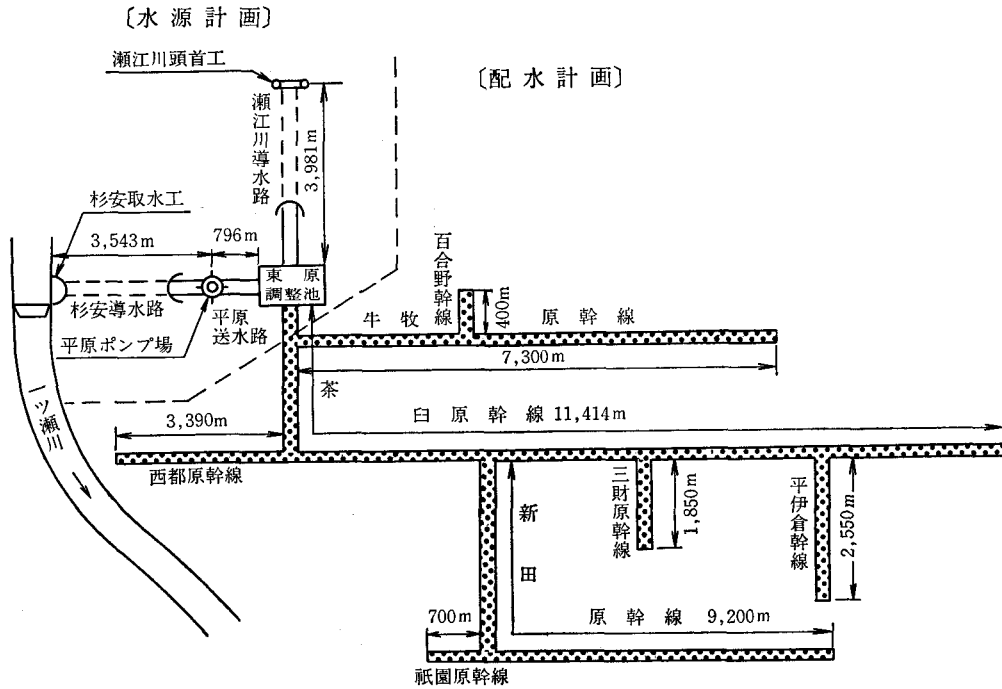 〔水源計画〕
瀬江川頭首工
〔配水計画〕
瀬江川導水路
3,981m
杉安取水工
3,543m
796m
東原
調整池
百合野幹線
400m
杉安導水路
平原
送水路
平原ポンプ場
牛牧原幹線
7,300m
茶臼原幹線 11,414m
一ツ瀬川
3,390m
西都原幹線
三財原幹線
1,850m
平伊倉幹線
2,550m
新田原幹線 9,200m
700m
祇園原幹線